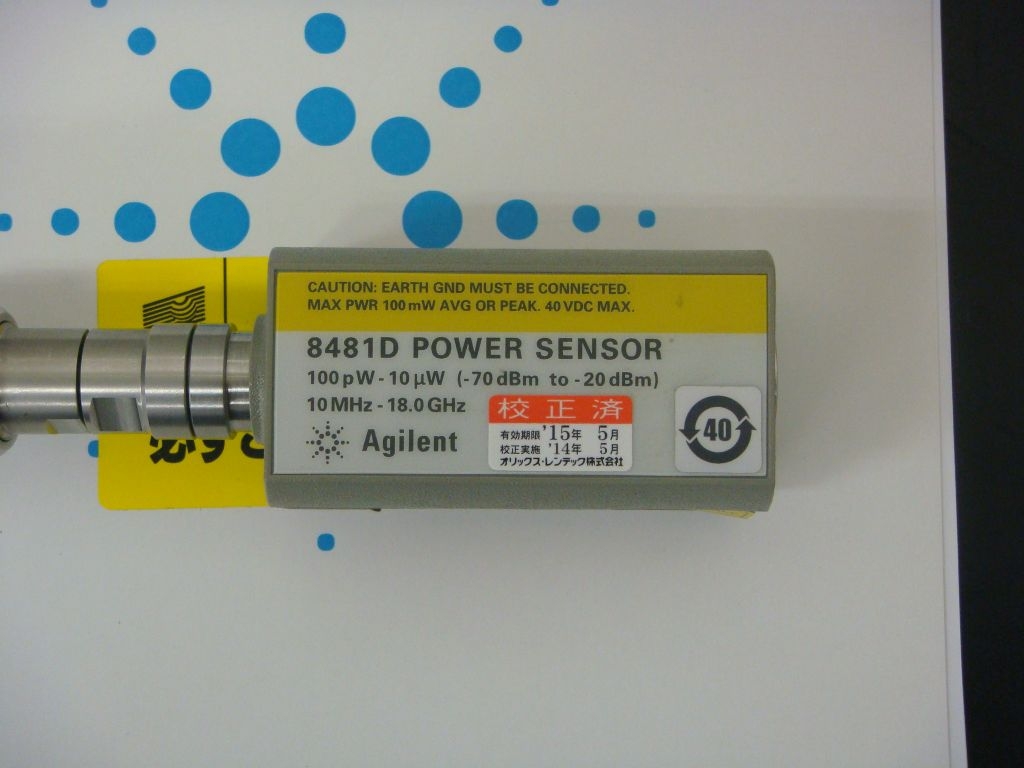 CAUTION: EARTH GND MUST BE CONNECTED.
MAX PWR 100 mW AVG OR PEAK. 40 VDC MAX.
8481D POWER SENSOR
100 pW - 10 μW (-70 dBm to -20 dBm)
10 MHz - 18.0 GHz
Agilent
校正済
有効期限 '15年 5月
校正実施 '14年 5月
オリックス・レンテック株式会社
40
必ずこ